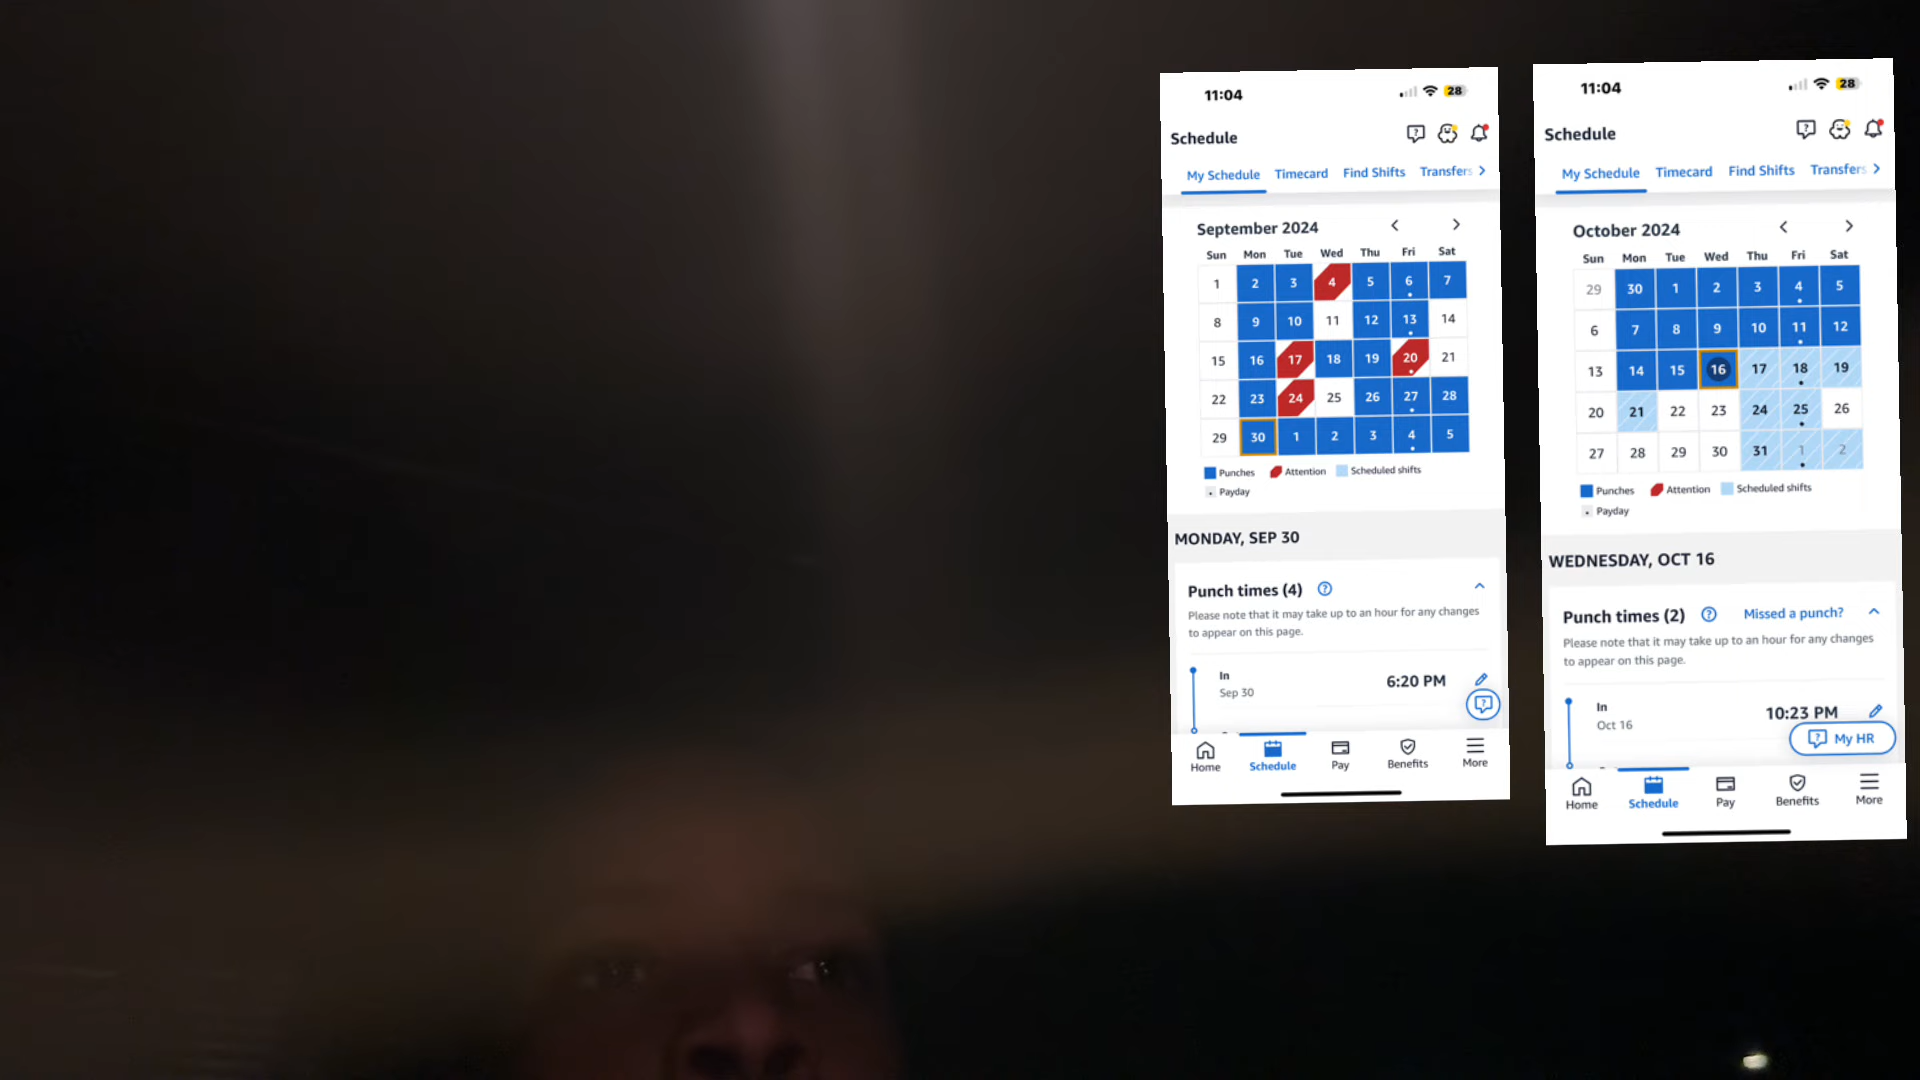 11:04
28
Schedule
My Schedule Timecard Find Shifts Transfers
September 2024
Sun Mon Tue Wed Thu Fri Sat
1 2 3 4 5 6 7
8 9 10 11 12 13 14
15 16 17 18 19 20 21
22 23 24 25 26 27 28
29 30 1 2 3 4 5
Punches Attention Scheduled shifts
Payday
MONDAY, SEP 30
Punch times (4) ?
Please note that it may take up to an hour for any changes
to appear on this page.
In
Sep 30
6:20 PM
Home Schedule Pay Benefits More
11:04
28
Schedule
My Schedule Timecard Find Shifts Transfers
October 2024
Sun Mon Tue Wed Thu Fri Sat
29 30 1 2 3 4 5
6 7 8 9 10 11 12
13 14 15 16 17 18 19
20 21 22 23 24 25 26
27 28 29 30 31 1 2
Punches Attention Scheduled shifts
Payday
WEDNESDAY, OCT 16
Punch times (2) ? Missed a punch?
Please note that it may take up to an hour for any changes
to appear on this page.
In
Oct 16
10:23 PM
My HR
Home Schedule Pay Benefits More